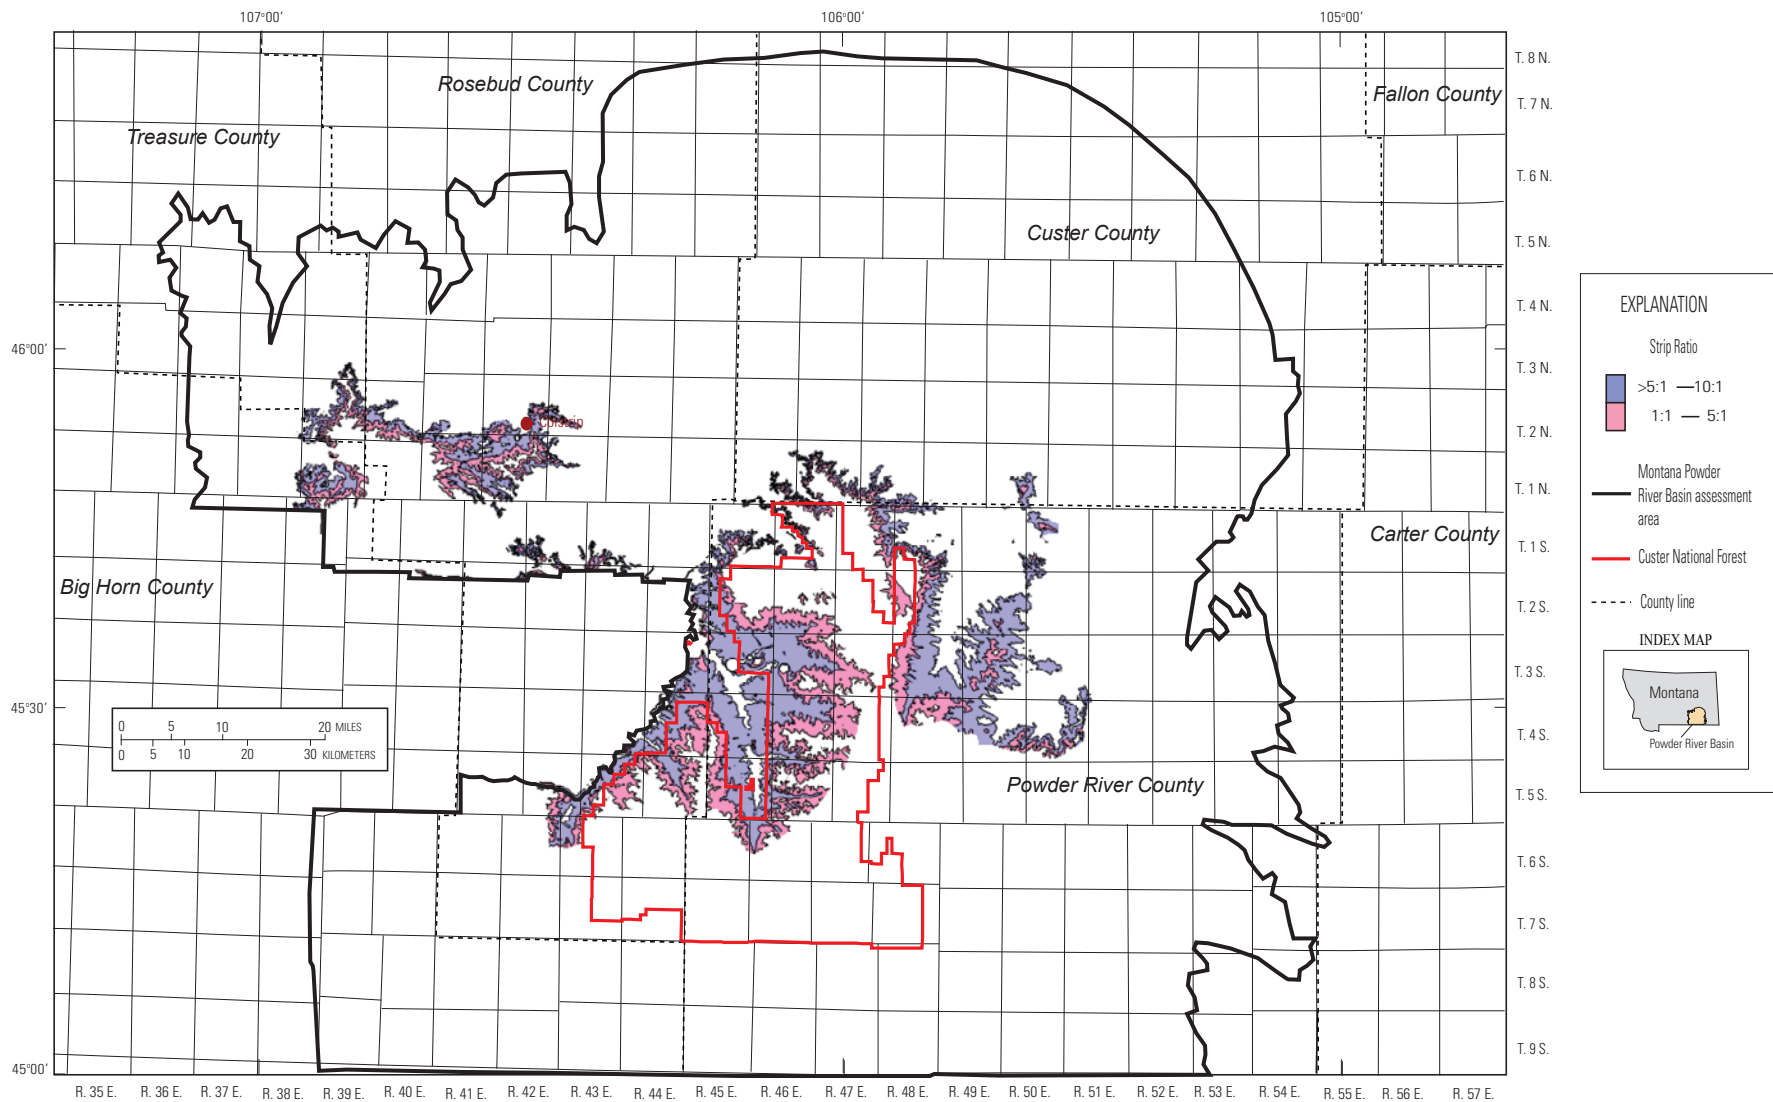 107°00'
106°00'
105°00'
Rosebud County
Fallon County
Treasure County
Custer County
46°00'
Colstrip
Carter County
Big Horn County
45°30'
0 5 10 20 MILES
0 5 10 20 30 KILOMETERS
Powder River County
45°00'
T. 8 N.
T. 7 N.
T. 6 N.
T. 5 N.
T. 4 N.
T. 3 N.
T. 2 N.
T. 1 N.
T. 1 S.
T. 2 S.
T. 3 S.
T. 4 S.
T. 5 S.
T. 6 S.
T. 7 S.
T. 8 S.
T. 9 S.
R. 35 E. R. 36 E. R. 37 E. R. 38 E. R. 39 E. R. 40 E. R. 41 E. R. 42 E. R. 43 E. R. 44 E. R. 45 E. R. 46 E. R. 47 E. R. 48 E. R. 49 E. R. 50 E. R. 51 E. R. 52 E. R. 53 E. R. 54 E. R. 55 E. R. 56 E. R. 57 E.
EXPLANATION
Strip Ratio
>5:1 —10:1
1:1 — 5:1
Montana Powder
River Basin assessment
area
Custer National Forest
County line
INDEX MAP
Montana
Powder River Basin